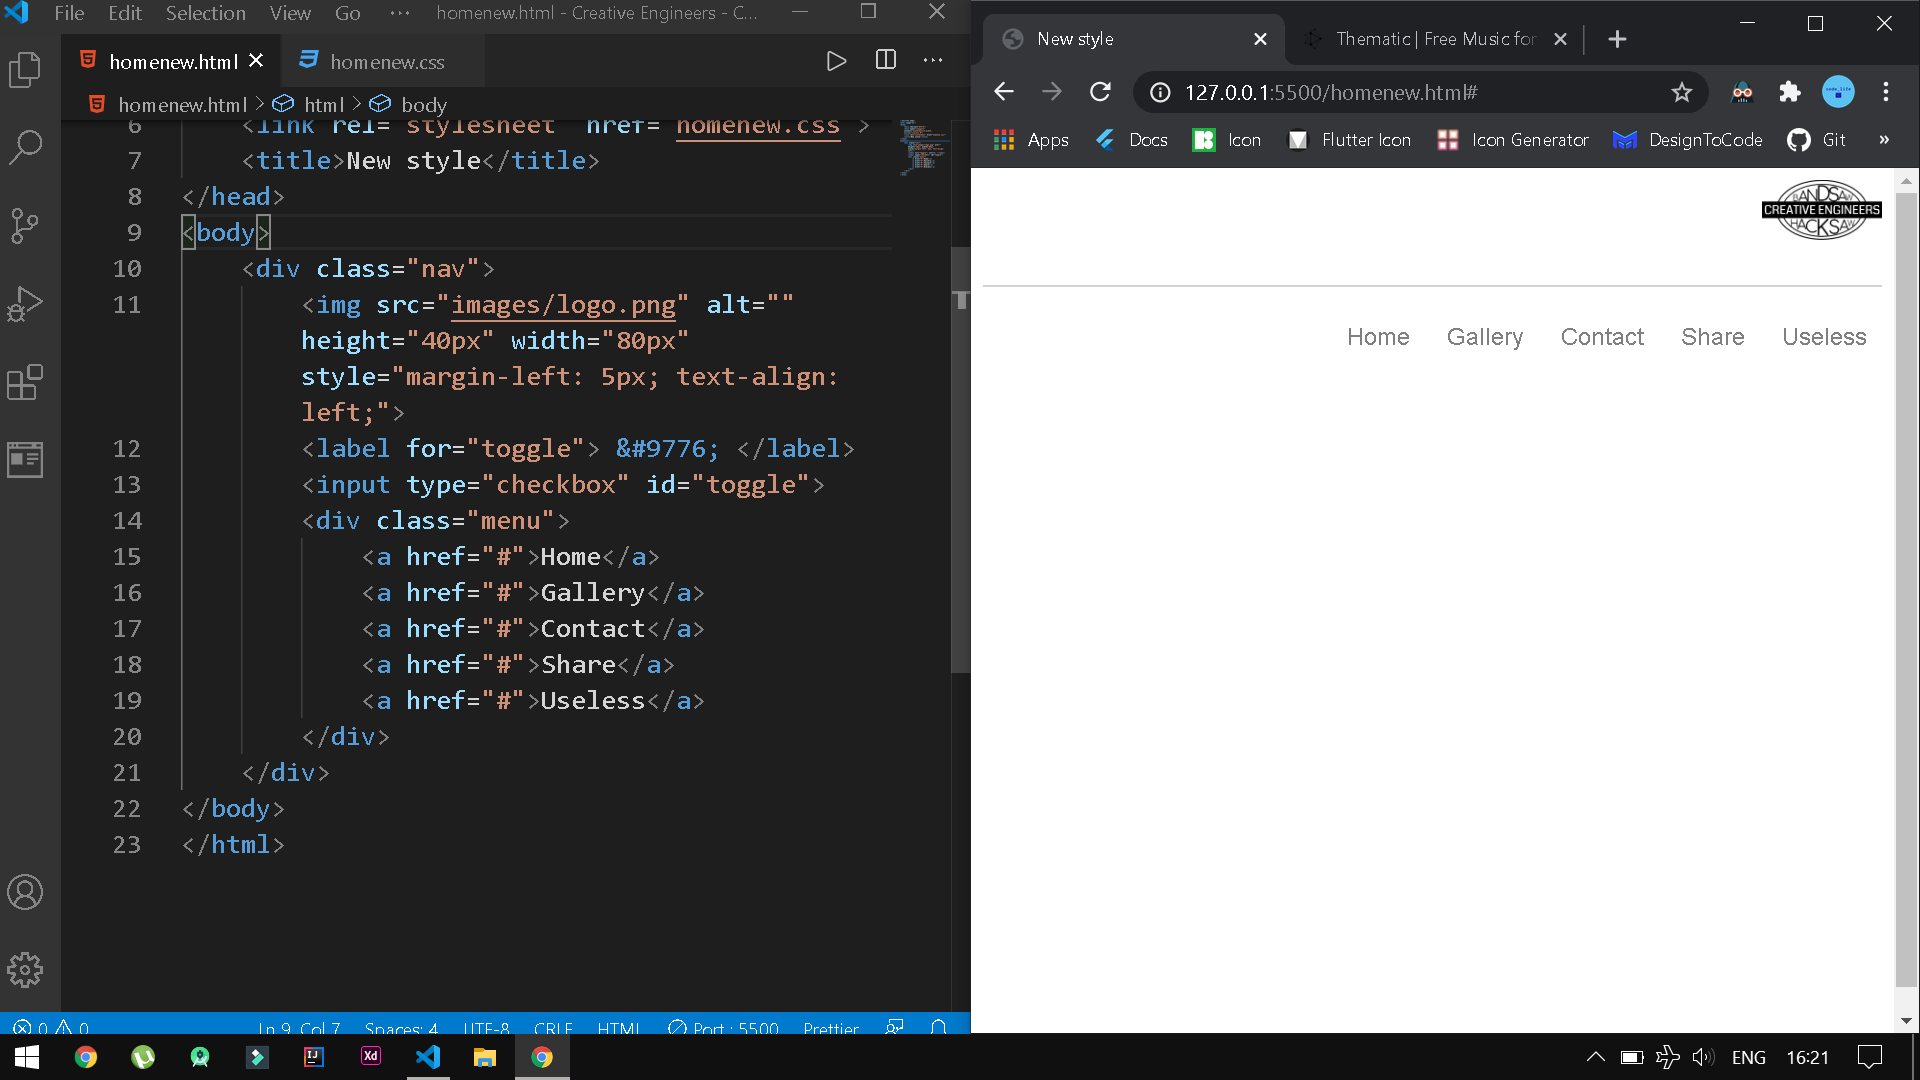 File Edit Selection View Go ··· homenew.html - Creative Engineers - C...
homenew.html homenew.css
homenew.html > html > body
6 <link rel="stylesheet" href="homenew.css">
7 <title>New style</title>
8 </head>
9 <body>
10 <div class="nav">
11 <img src="images/logo.png" alt=""
height="40px" width="80px"
style="margin-left: 5px; text-align:
left;">
12 <label for="toggle"> &#9776; </label>
13 <input type="checkbox" id="toggle">
14 <div class="menu">
15 <a href="#">Home</a>
16 <a href="#">Gallery</a>
17 <a href="#">Contact</a>
18 <a href="#">Share</a>
19 <a href="#">Useless</a>
20 </div>
21 </div>
22 </body>
23 </html>
0 0 Ln 9, Col 7 Spaces: 4 UTF-8 CRLF HTML Port : 5500 Prettier
New style Thematic | Free Music for
127.0.0.1:5500/homenew.html#
Apps Docs Icon Flutter Icon Icon Generator DesignToCode Git »
BANDSAW
CREATIVE ENGINEERS
HACKSAW
Home Gallery Contact Share Useless
Xd IJ ENG 16:21